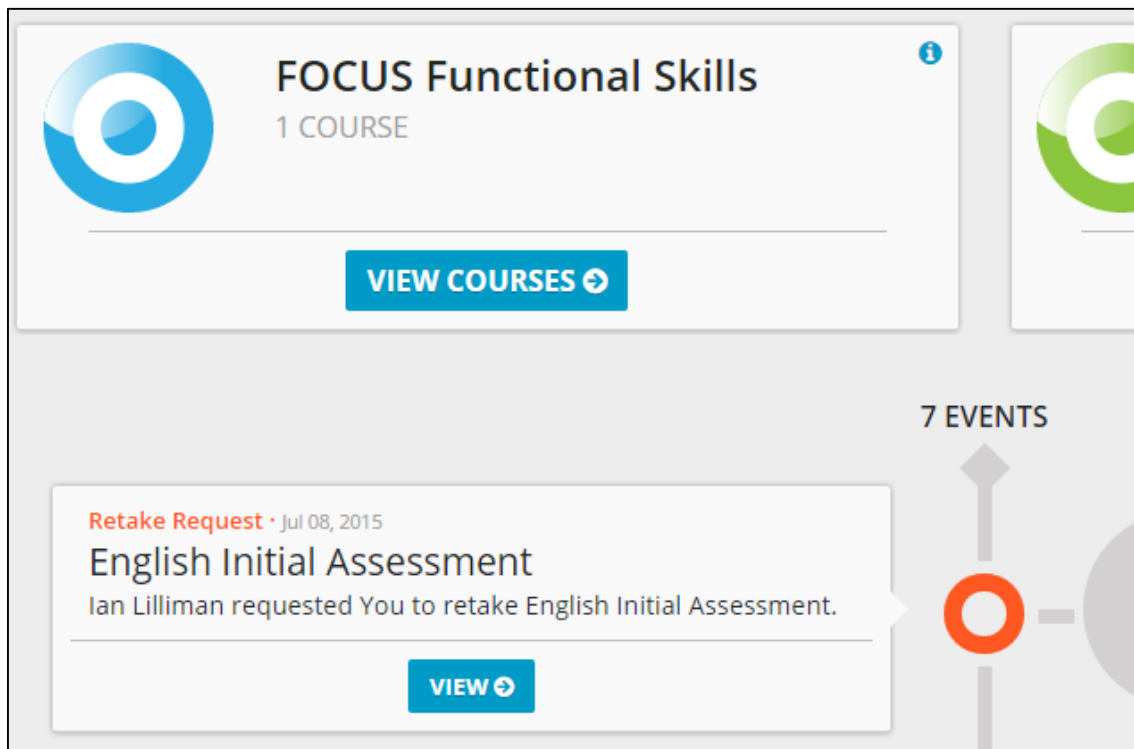 FOCUS Functional Skills
1 COURSE
VIEW COURSES
7 EVENTS
Retake Request · Jul 08, 2015
English Initial Assessment
Ian Lilliman requested You to retake English Initial Assessment.
VIEW